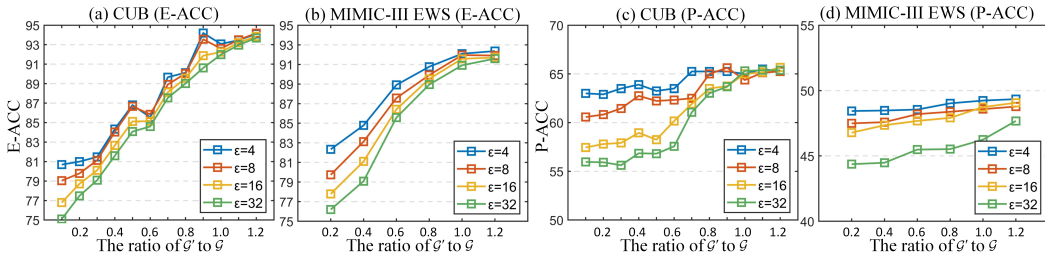 (a) CUB (E-ACC)
E-ACC
95
93
91
89
87
85
83
81
79
77
75
ε=4
ε=8
ε=16
ε=32
0.2 0.4 0.6 0.8 1.0 1.2
The ratio of 𝒢′ to 𝒢
(b) MIMIC-III EWS (E-ACC)
95
93
91
89
87
85
83
81
79
77
75
ε=4
ε=8
ε=16
ε=32
0.2 0.4 0.6 0.8 1.0 1.2
The ratio of 𝒢′ to 𝒢
(c) CUB (P-ACC)
P-ACC
70
65
60
55
50
ε=4
ε=8
ε=16
ε=32
0.2 0.4 0.6 0.8 1.0 1.2
The ratio of 𝒢′ to 𝒢
(d) MIMIC-III EWS (P-ACC)
55
50
45
40
ε=4
ε=8
ε=16
ε=32
0.2 0.4 0.6 0.8 1.0 1.2
The ratio of 𝒢′ to 𝒢